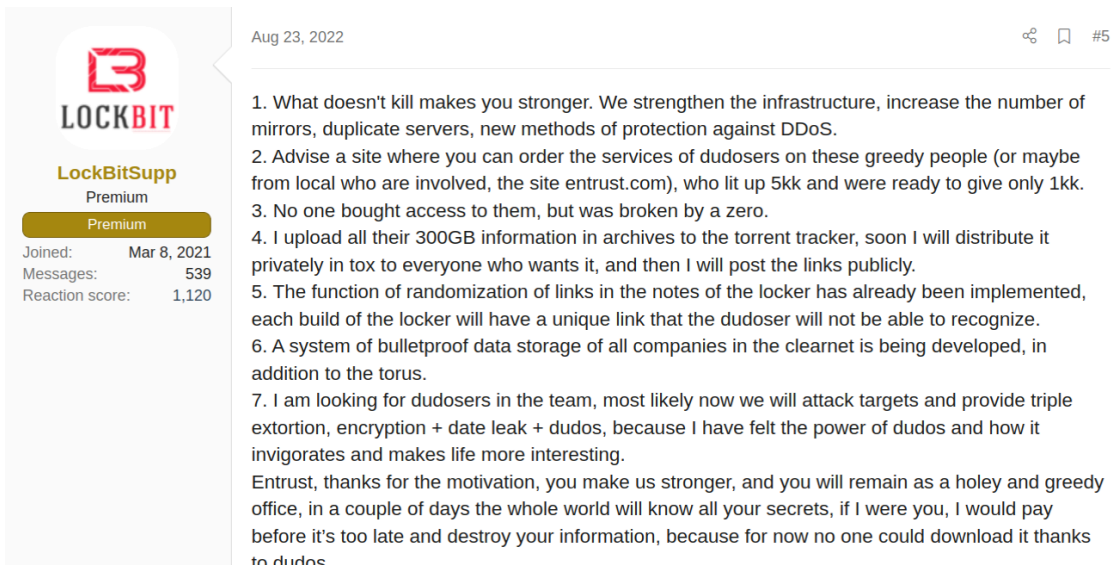 LOCKBIT
LockBitSupp
Premium
Premium
Joined: Mar 8, 2021
Messages: 539
Reaction score: 1,120
Aug 23, 2022
#5
1. What doesn't kill makes you stronger. We strengthen the infrastructure, increase the number of
mirrors, duplicate servers, new methods of protection against DDoS.
2. Advise a site where you can order the services of dudosers on these greedy people (or maybe
from local who are involved, the site entrust.com), who lit up 5kk and were ready to give only 1kk.
3. No one bought access to them, but was broken by a zero.
4. I upload all their 300GB information in archives to the torrent tracker, soon I will distribute it
privately in tox to everyone who wants it, and then I will post the links publicly.
5. The function of randomization of links in the notes of the locker has already been implemented,
each build of the locker will have a unique link that the dudoser will not be able to recognize.
6. A system of bulletproof data storage of all companies in the clearnet is being developed, in
addition to the torus.
7. I am looking for dudosers in the team, most likely now we will attack targets and provide triple
extortion, encryption + date leak + dudos, because I have felt the power of dudos and how it
invigorates and makes life more interesting.
Entrust, thanks for the motivation, you make us stronger, and you will remain as a holey and greedy
office, in a couple of days the whole world will know all your secrets, if I were you, I would pay
before it's too late and destroy your information, because for now no one could download it thanks
to dudos